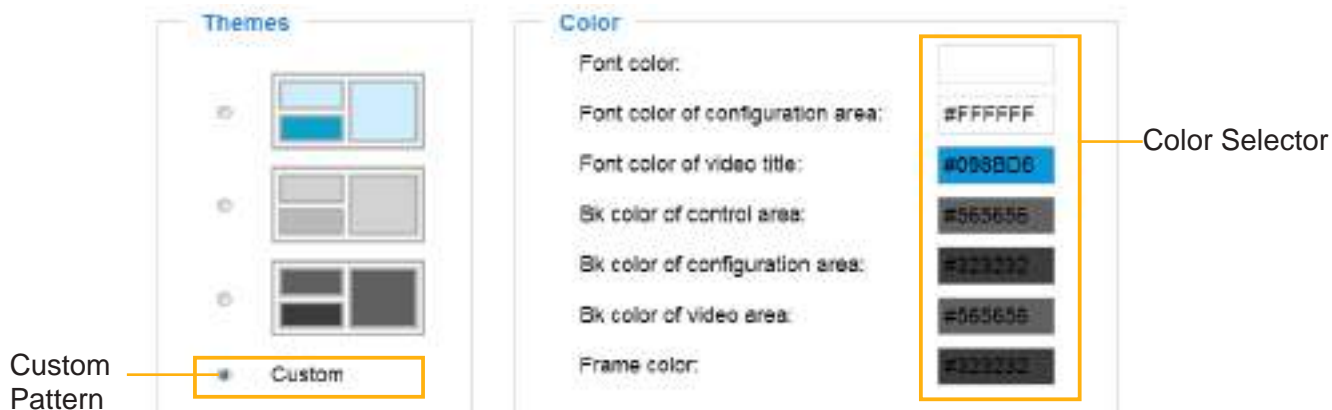 Themes
Custom
Custom
Pattern
Color
Font color:
Font color of configuration area: #FFFFFF
Font color of video title: #098BD6
Bk color of control area: #565656
Bk color of configuration area: #323232
Bk color of video area: #565656
Frame color: #323232
Color Selector